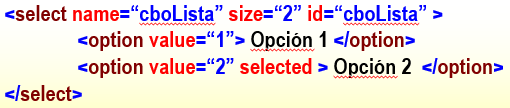 <select name=“cboLista” size=“2” id=“cboLista” >
<option value=“1”> Opción 1 </option>
<option value=“2” selected > Opción 2 </option>
</select>